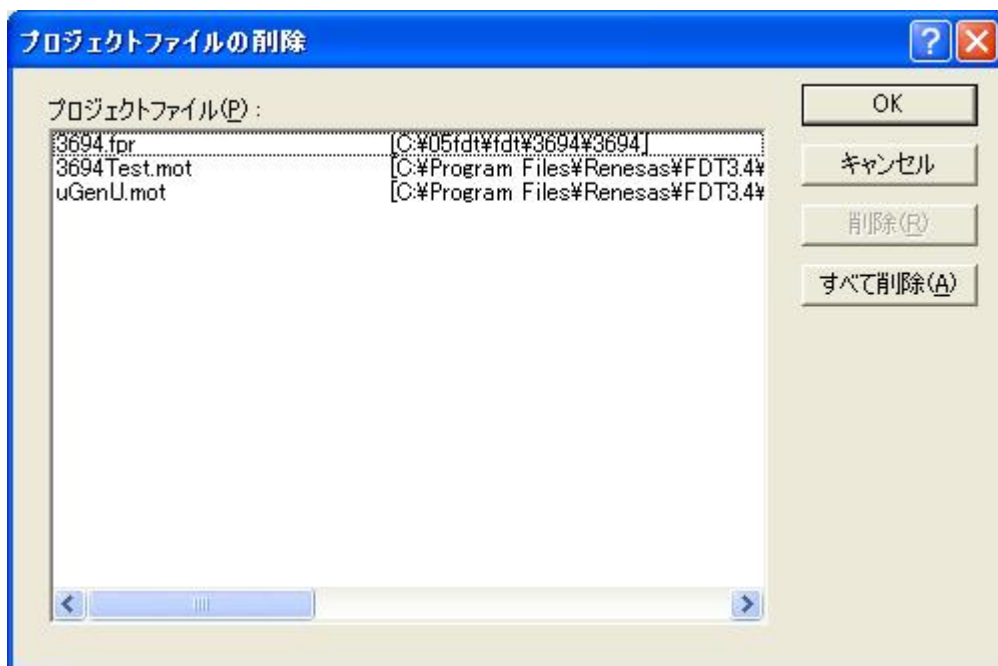 プロジェクトファイルの削除
プロジェクトファイル(P):
3694.fpr [C:¥05fdt¥fdt¥3694¥3694]
3694Test.mot [C:¥Program Files¥Renesas¥FDT3.4¥
uGenU.mot [C:¥Program Files¥Renesas¥FDT3.4¥
OK
キャンセル
削除(R)
すべて削除(A)